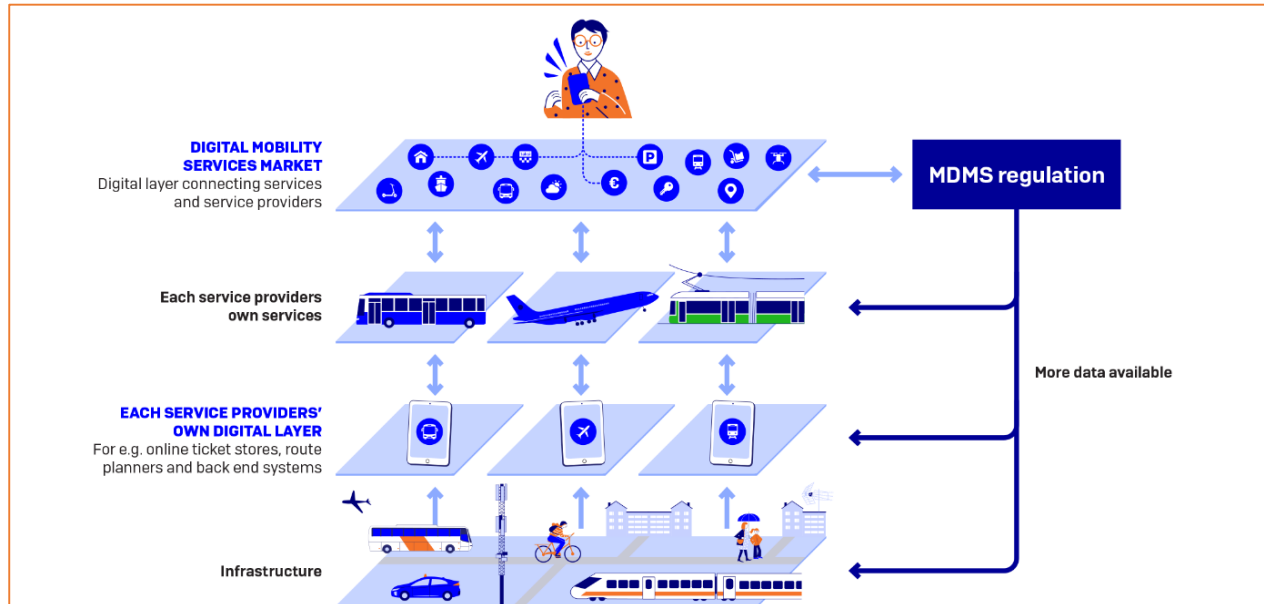 DIGITAL MOBILITY
SERVICES MARKET
Digital layer connecting services
and service providers
P
€
MDMS regulation
Each service providers
own services
More data available
EACH SERVICE PROVIDERS’
OWN DIGITAL LAYER
For e.g. online ticket stores, route
planners and back end systems
Infrastructure